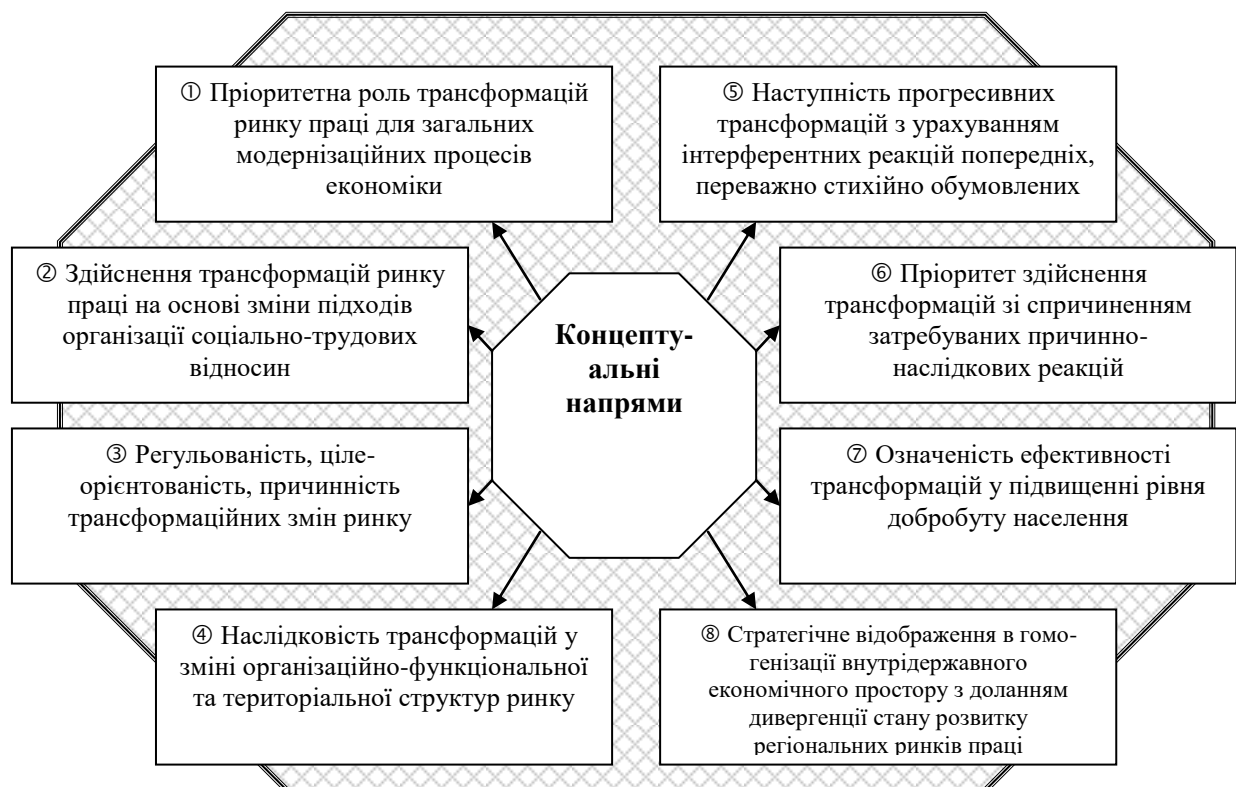 ① Пріоритетна роль трансформацій
ринку праці для загальних
модернізаційних процесів
економіки
② Здійснення трансформацій ринку
праці на основі зміни підходів
організації соціально-трудових
відносин
③ Регульованість, ціле-
орієнтованість, причинність
трансформаційних змін ринку
④ Наслідковість трансформацій у
зміні організаційно-функціональної
та територіальної структур ринку
Концепту-
альні
напрями
⑤ Наступність прогресивних
трансформацій з урахуванням
інтерферентних реакцій попередніх,
переважно стихійно обумовлених
⑥ Пріоритет здійснення
трансформацій зі спричиненням
затребуваних причинно-
наслідкових реакцій
⑦ Означеність ефективності
трансформацій у підвищенні рівня
добробуту населення
⑧ Стратегічне відображення в гомо-
генізації внутрідержавного
економічного простору з доланням
дивергенції стану розвитку
регіональних ринків праці